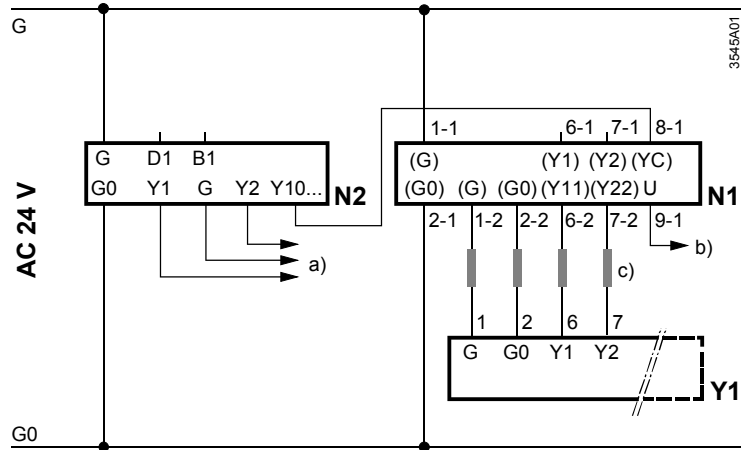 G
3545A01
1-1 6-1 7-1 8-1
G D1 B1
(G) (Y1) (Y2) (YC)
G0 Y1 G Y2 Y10... N2
(G0) (G) (G0) (Y11) (Y22) U N1
AC 24 V
2-1 1-2 2-2 6-2 7-2 9-1
a)
b)
c)
1 2 6 7
G G0 Y1 Y2
Y1
G0